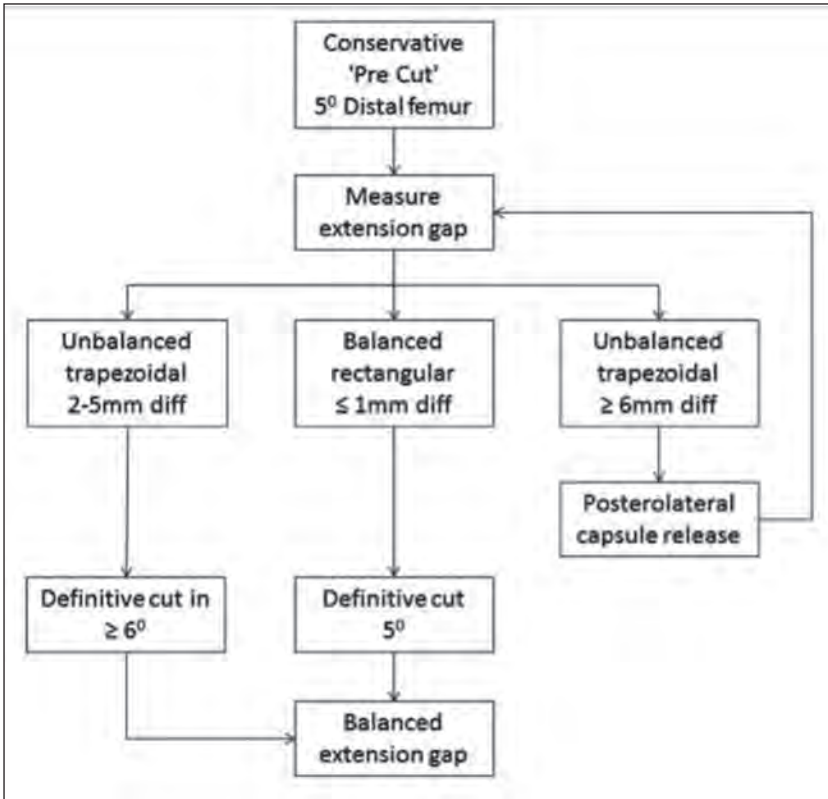 Conservative
'Pre Cut'
5⁰ Distal femur
Measure
extension gap
Unbalanced
trapezoidal
2-5mm diff
Balanced
rectangular
≤ 1mm diff
Unbalanced
trapezoidal
≥ 6mm diff
Posterolateral
capsule release
Definitive cut in
≥ 6⁰
Definitive cut
5⁰
Balanced
extension gap